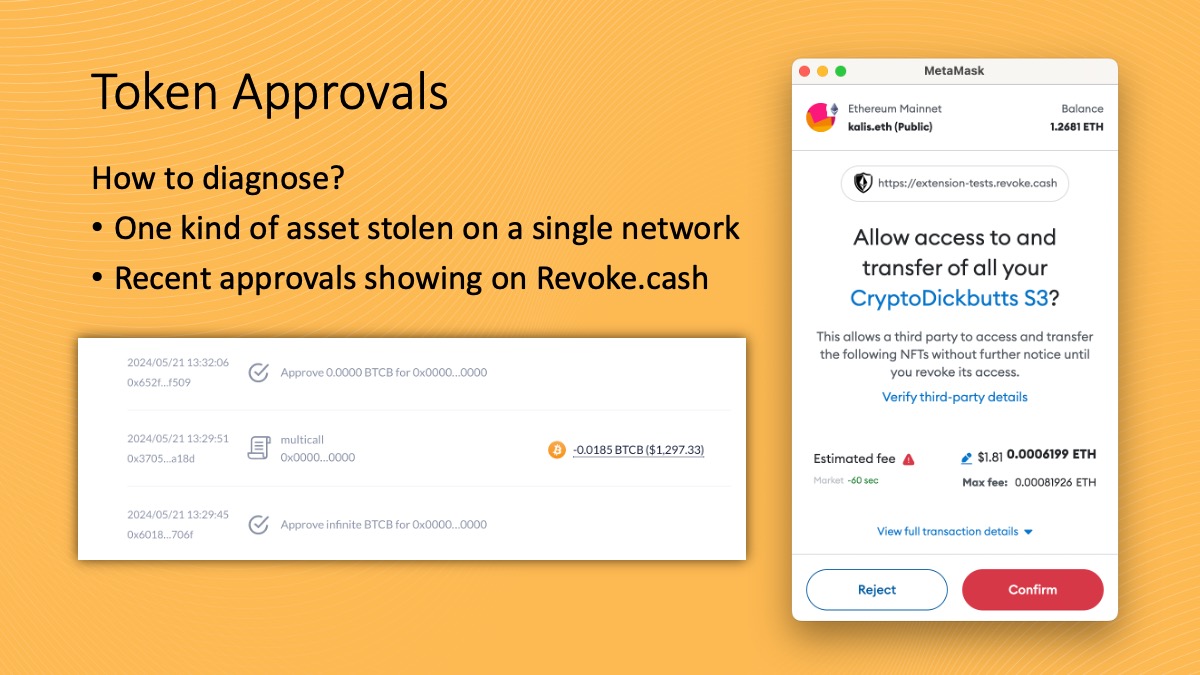 Token Approvals
How to diagnose?
• One kind of asset stolen on a single network
• Recent approvals showing on Revoke.cash
2024/05/21 13:32:06
0x652f...f509
Approve 0.0000 BTCB for 0x0000...0000
2024/05/21 13:29:51
0x3705...a18d
multicall
0x0000...0000
-0.0185 BTCB ($1,297.33)
2024/05/21 13:29:45
0x6018...706f
Approve infinite BTCB for 0x0000...0000
MetaMask
Ethereum Mainnet
kalis.eth (Public)
Balance
1.2681 ETH
https://extension-tests.revoke.cash
Allow access to and
transfer of all your
CryptoDickbutts S3?
This allows a third party to access and transfer
the following NFTs without further notice until
you revoke its access.
Verify third-party details
Estimated fee
$1.81 0.0006199 ETH
Market ~60 sec
Max fee: 0.00081926 ETH
View full transaction details
Reject
Confirm